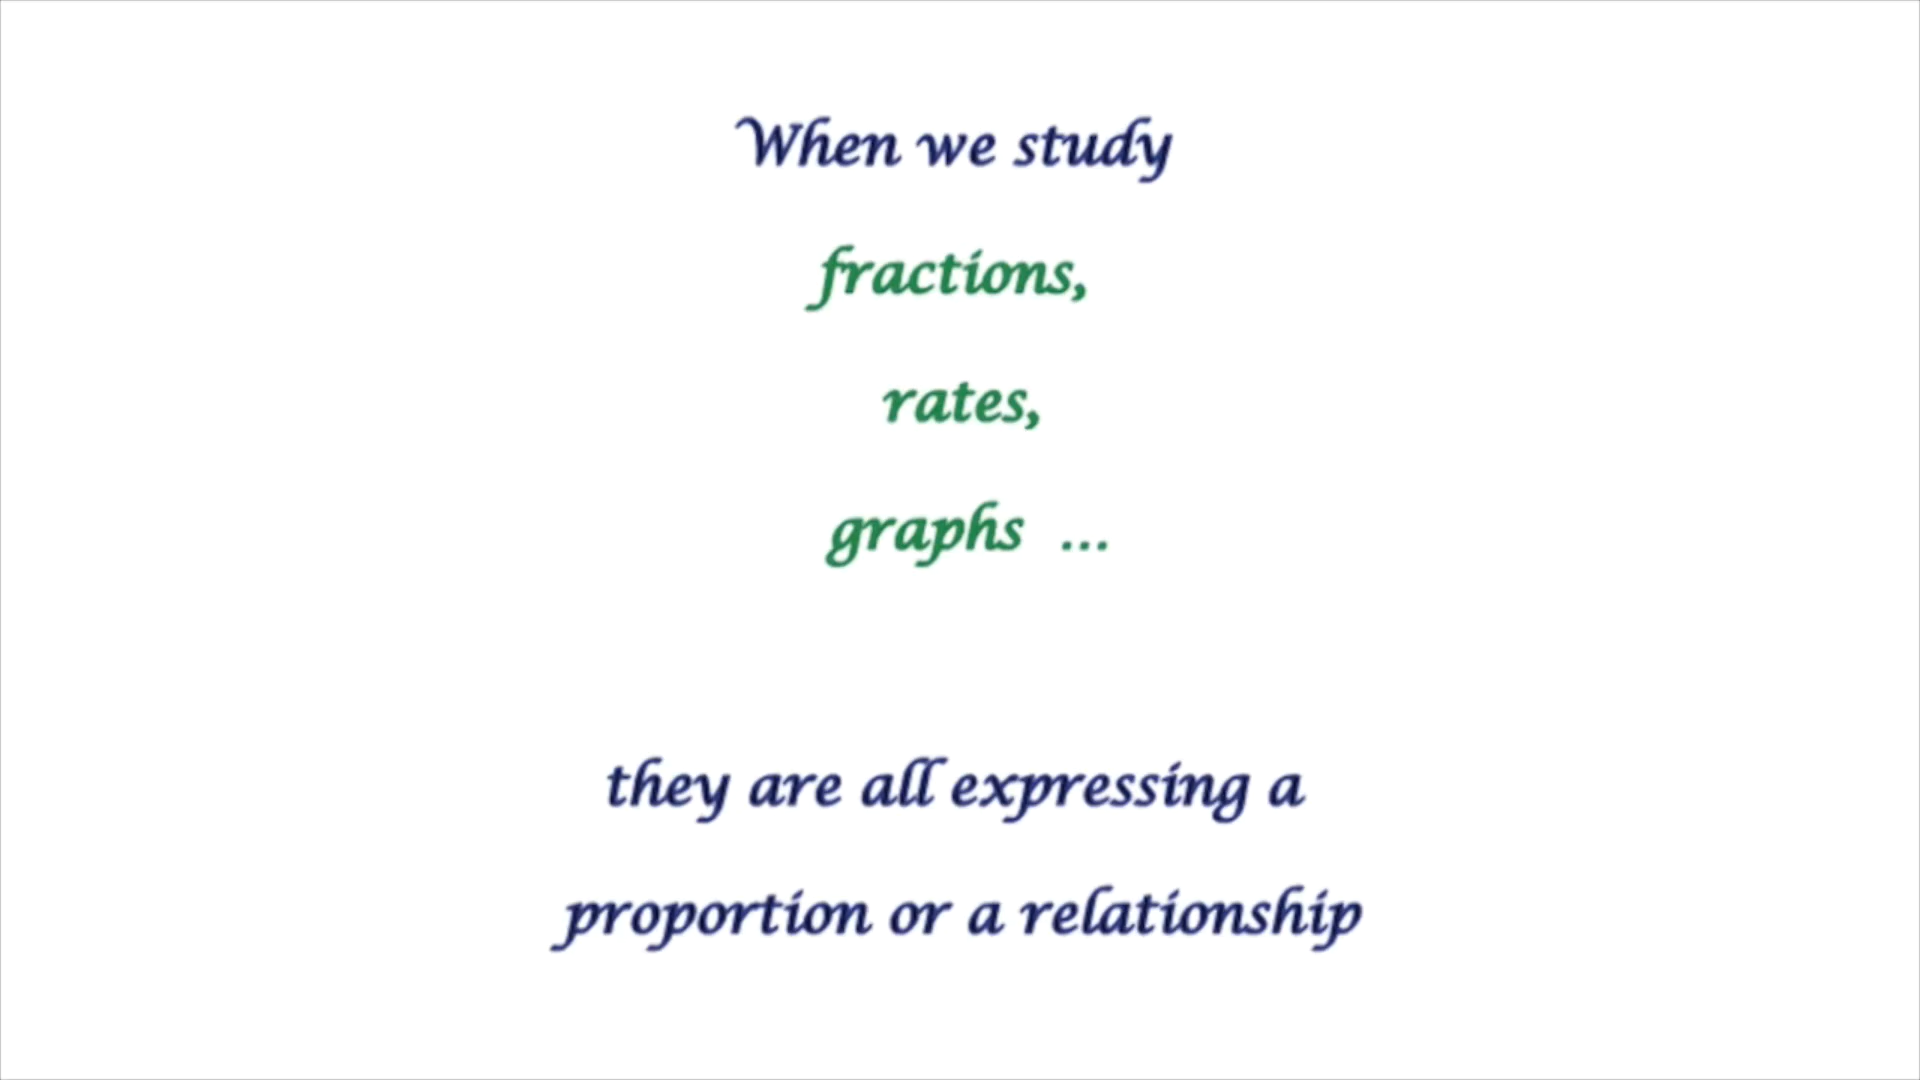 When we study
fractions,
rates,
graphs ...
they are all expressing a
proportion or a relationship